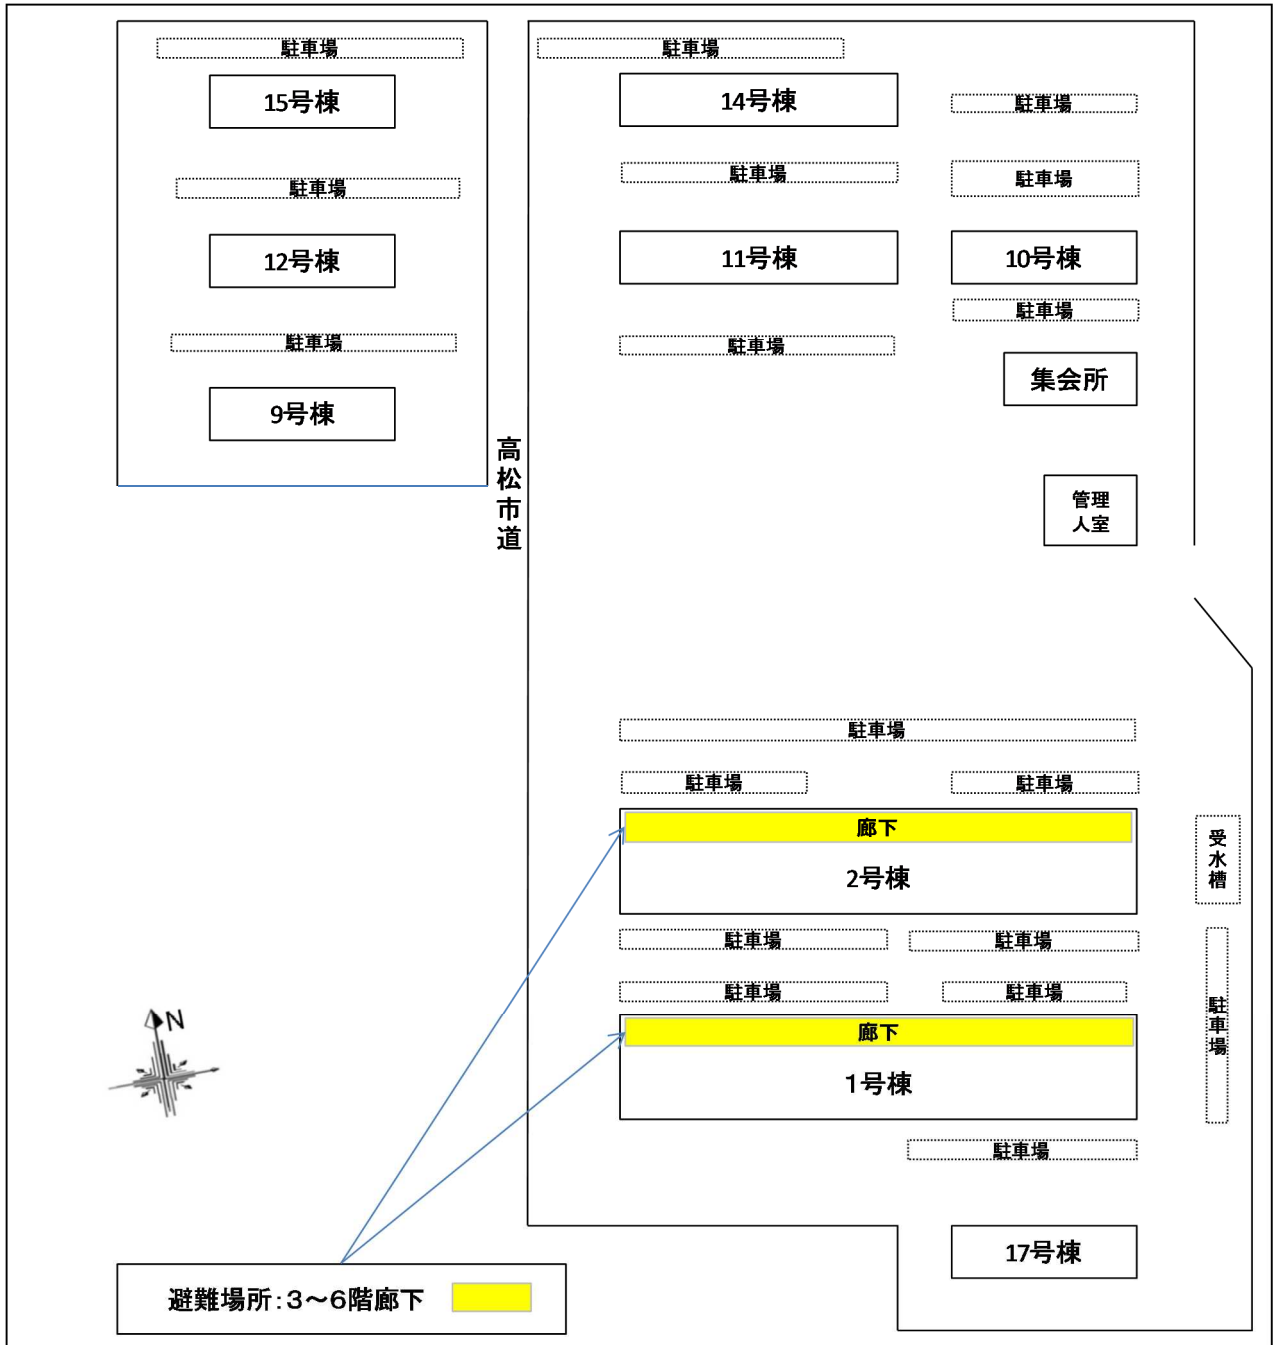 駐車場
15号棟
駐車場
12号棟
駐車場
9号棟
高松市道
駐車場
14号棟
駐車場
駐車場
駐車場
11号棟
10号棟
駐車場
駐車場
集会所
管理
人室
駐車場
駐車場
駐車場
廊下
2号棟
受水槽
駐車場
駐車場
駐車場
駐車場
駐車場
廊下
1号棟
駐車場
17号棟
N
避難場所：3～6階廊下